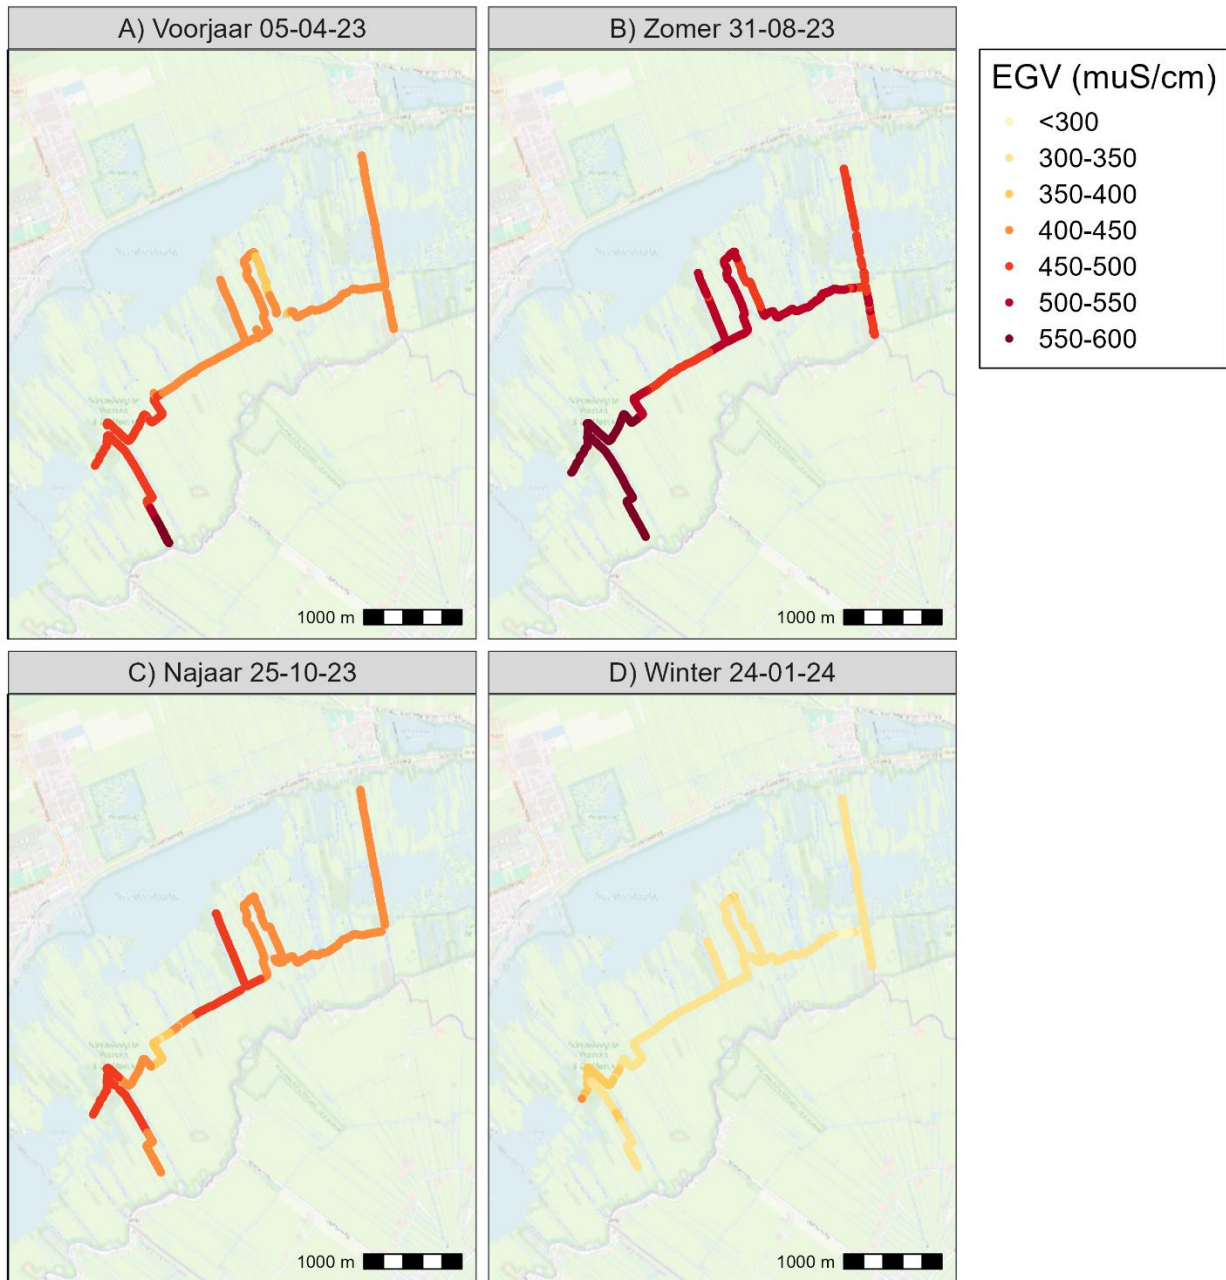 A) Voorjaar 05-04-23
B) Zomer 31-08-23
EGV (muS/cm)
<300
300-350
350-400
400-450
450-500
500-550
550-600
1000 m
1000 m
C) Najaar 25-10-23
D) Winter 24-01-24
1000 m
1000 m